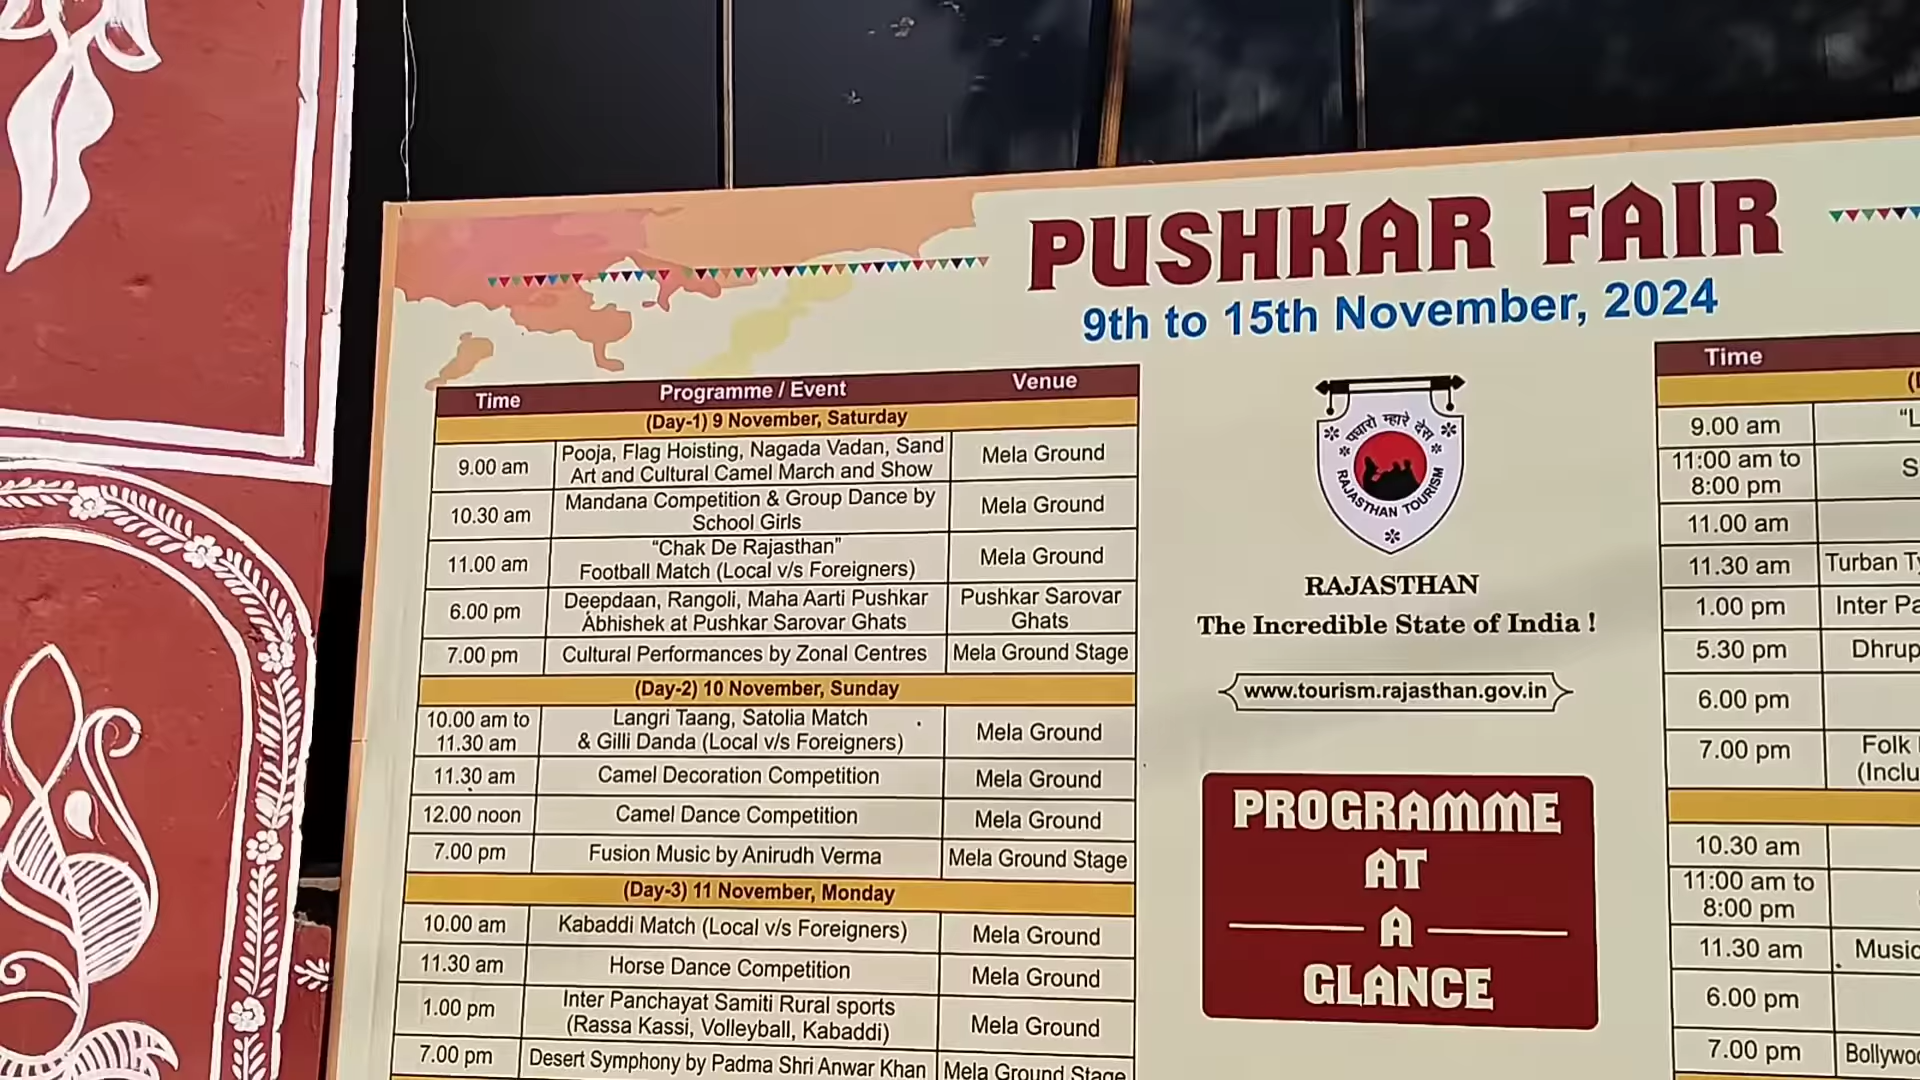 PUSHKAR FAIR
9th to 15th November, 2024
Time Programme / Event Venue
(Day-1) 9 November, Saturday
9.00 am Pooja, Flag Hoisting, Nagada Vadan, Sand Art and Cultural Camel March and Show Mela Ground
10.30 am Mandana Competition & Group Dance by School Girls Mela Ground
11.00 am “Chak De Rajasthan” Football Match (Local v/s Foreigners) Mela Ground
6.00 pm Deepdaan, Rangoli, Maha Aarti Pushkar Abhishek at Pushkar Sarovar Ghats Pushkar Sarovar Ghats
7.00 pm Cultural Performances by Zonal Centres Mela Ground Stage
(Day-2) 10 November, Sunday
10.00 am to 11.30 am Langri Taang, Satolia Match & Gilli Danda (Local v/s Foreigners) Mela Ground
11.30 am Camel Decoration Competition Mela Ground
12.00 noon Camel Dance Competition Mela Ground
7.00 pm Fusion Music by Anirudh Verma Mela Ground Stage
(Day-3) 11 November, Monday
10.00 am Kabaddi Match (Local v/s Foreigners) Mela Ground
11.30 am Horse Dance Competition Mela Ground
1.00 pm Inter Panchayat Samiti Rural sports (Rassa Kassi, Volleyball, Kabaddi) Mela Ground
7.00 pm Desert Symphony by Padma Shri Anwar Khan Mela Ground Stage
पधारो म्हारे देस
RAJASTHAN TOURISM
RAJASTHAN
The Incredible State of India !
www.tourism.rajasthan.gov.in
PROGRAMME
AT
A
GLANCE
Time
9.00 am
11:00 am to 8:00 pm
11.00 am
11.30 am Turban
1.00 pm Inter
5.30 pm
6.00 pm
7.00 pm Folk
10.30 am
11:00 am to 8:00 pm
11.30 am Music
6.00 pm
7.00 pm